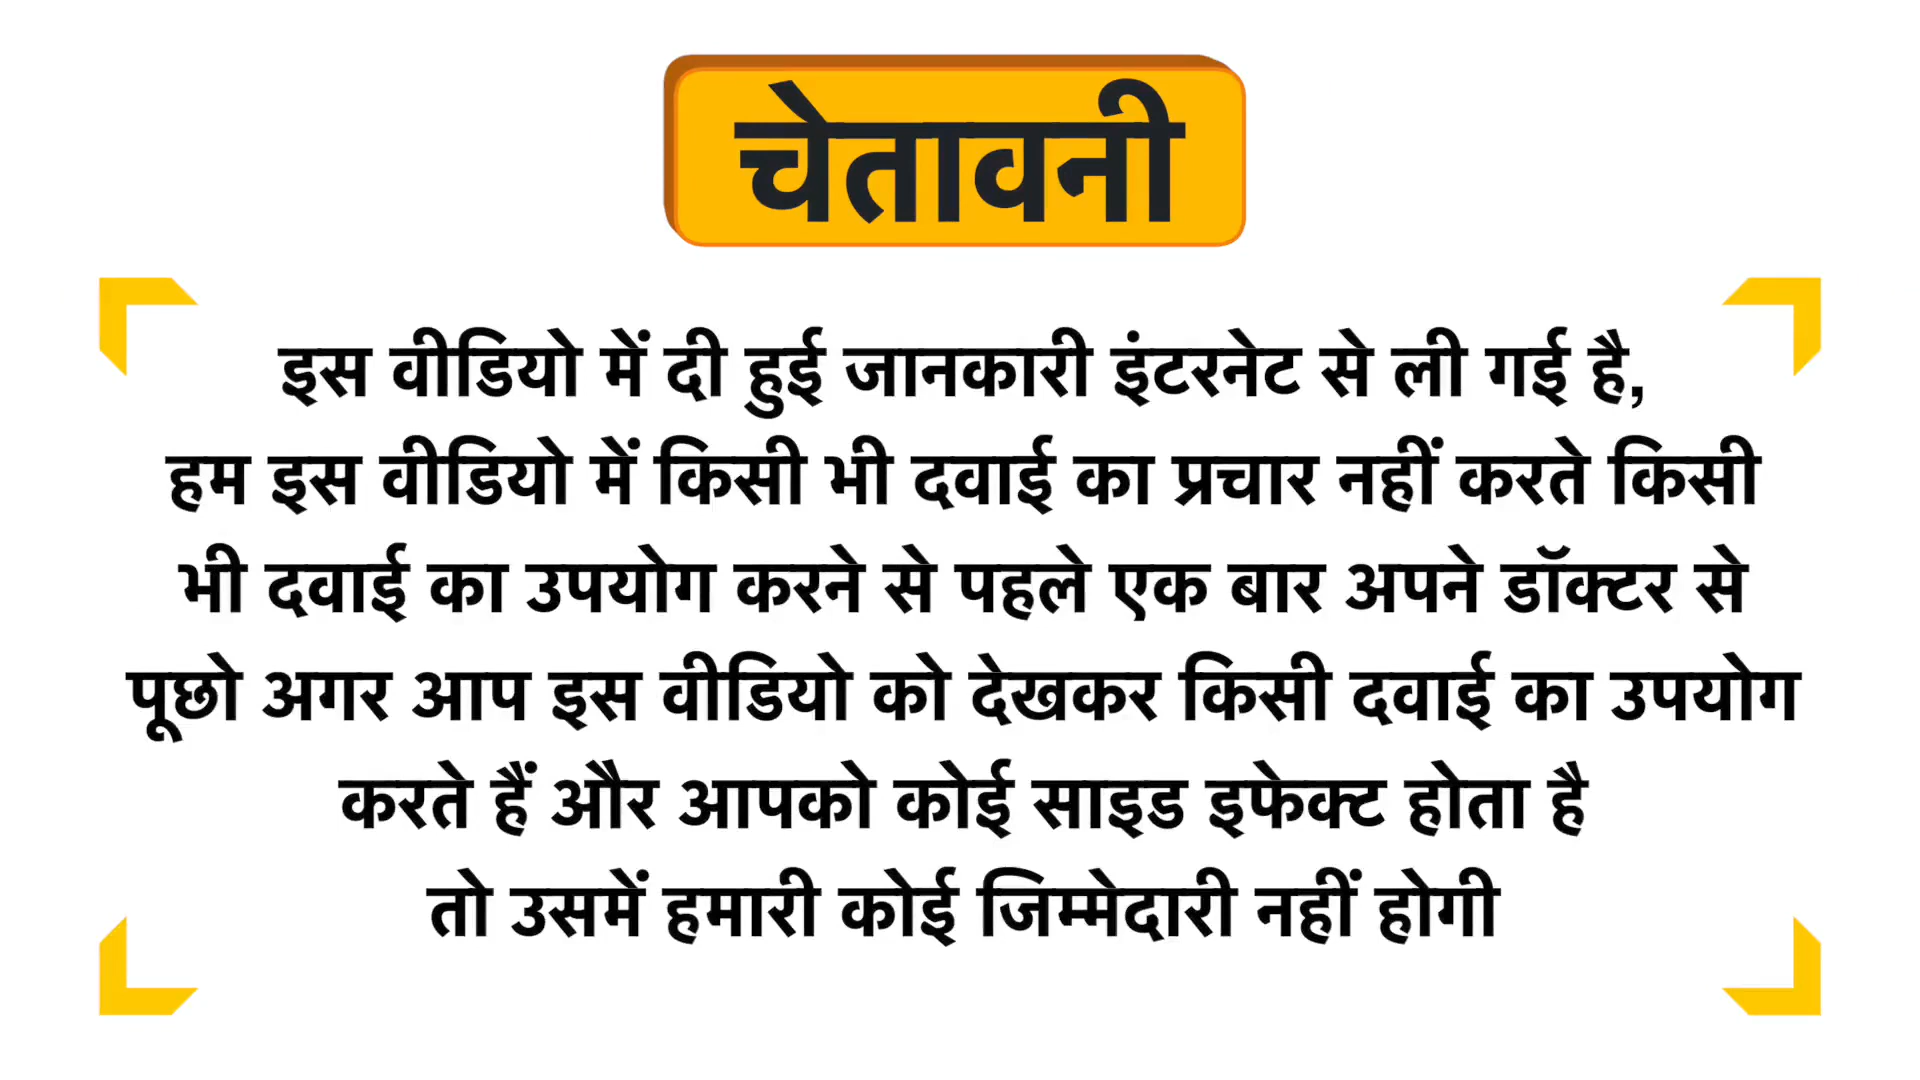 चेतावनी
इस वीडियो में दी हुई जानकारी इंटरनेट से ली गई है,
हम इस वीडियो में किसी भी दवाई का प्रचार नहीं करते किसी
भी दवाई का उपयोग करने से पहले एक बार अपने डॉक्टर से
पूछो अगर आप इस वीडियो को देखकर किसी दवाई का उपयोग
करते हैं और आपको कोई साइड इफेक्ट होता है
तो उसमें हमारी कोई जिम्मेदारी नहीं होगी